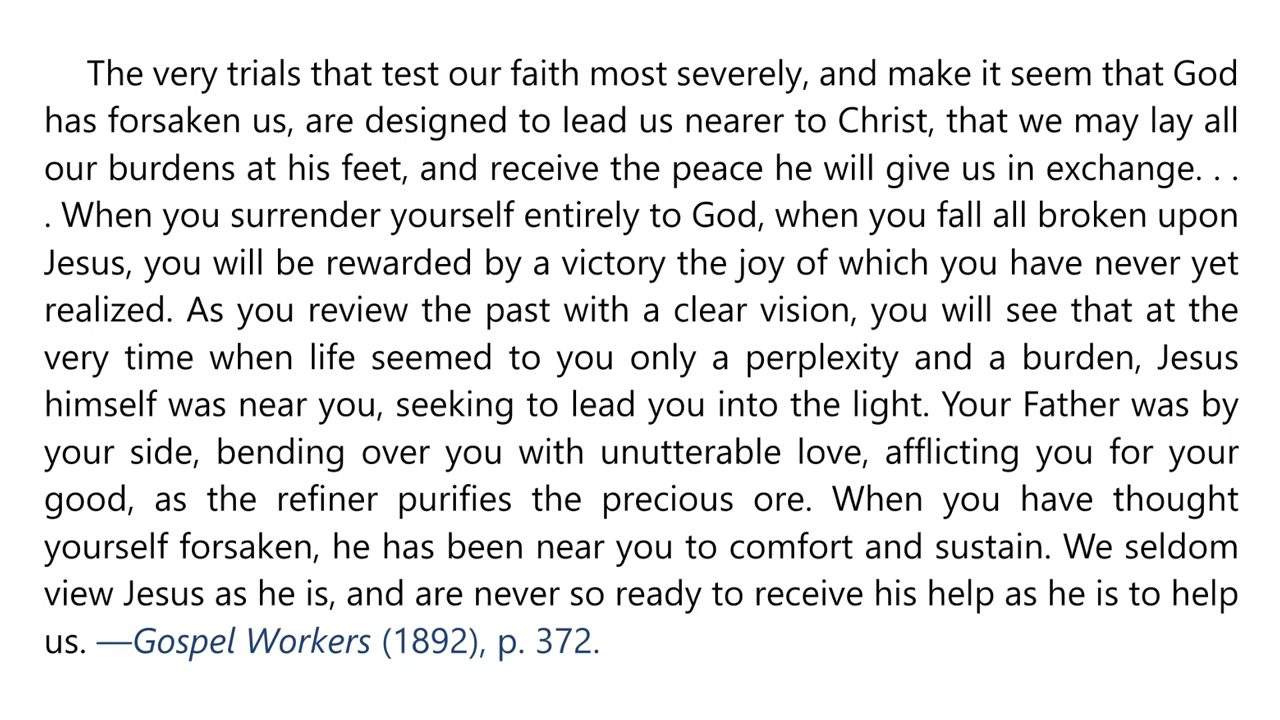 The very trials that test our faith most severely, and make it seem that God
has forsaken us, are designed to lead us nearer to Christ, that we may lay all
our burdens at his feet, and receive the peace he will give us in exchange. . .
. When you surrender yourself entirely to God, when you fall all broken upon
Jesus, you will be rewarded by a victory the joy of which you have never yet
realized. As you review the past with a clear vision, you will see that at the
very time when life seemed to you only a perplexity and a burden, Jesus
himself was near you, seeking to lead you into the light. Your Father was by
your side, bending over you with unutterable love, afflicting you for your
good, as the refiner purifies the precious ore. When you have thought
yourself forsaken, he has been near you to comfort and sustain. We seldom
view Jesus as he is, and are never so ready to receive his help as he is to help
us. —Gospel Workers (1892), p. 372.